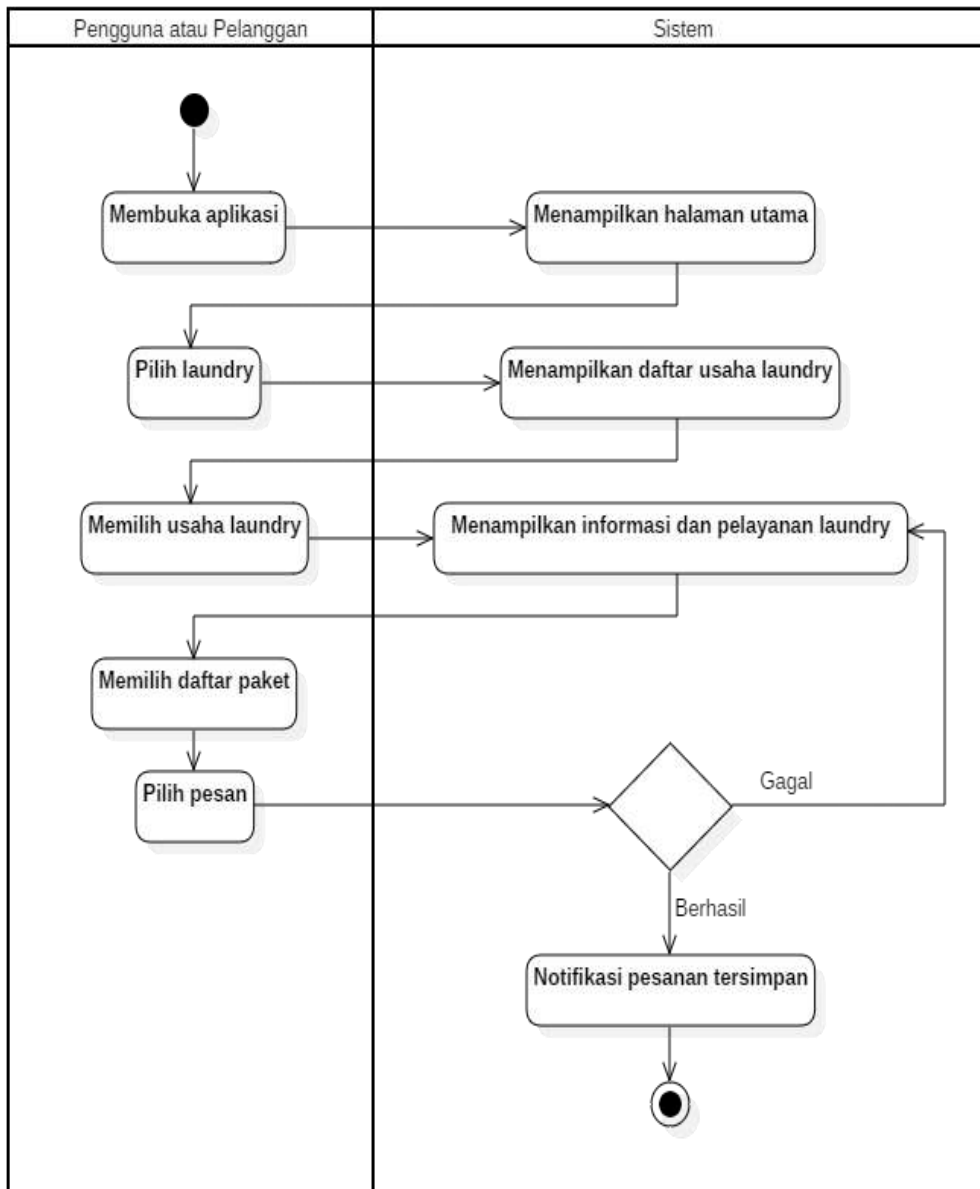 Pengguna atau Pelanggan
Sistem
Membuka aplikasi
Menampilkan halaman utama
Pilih laundry
Menampilkan daftar usaha laundry
Memilih usaha laundry
Menampilkan informasi dan pelayanan laundry
Memilih daftar paket
Pilih pesan
Gagal
Berhasil
Notifikasi pesanan tersimpan